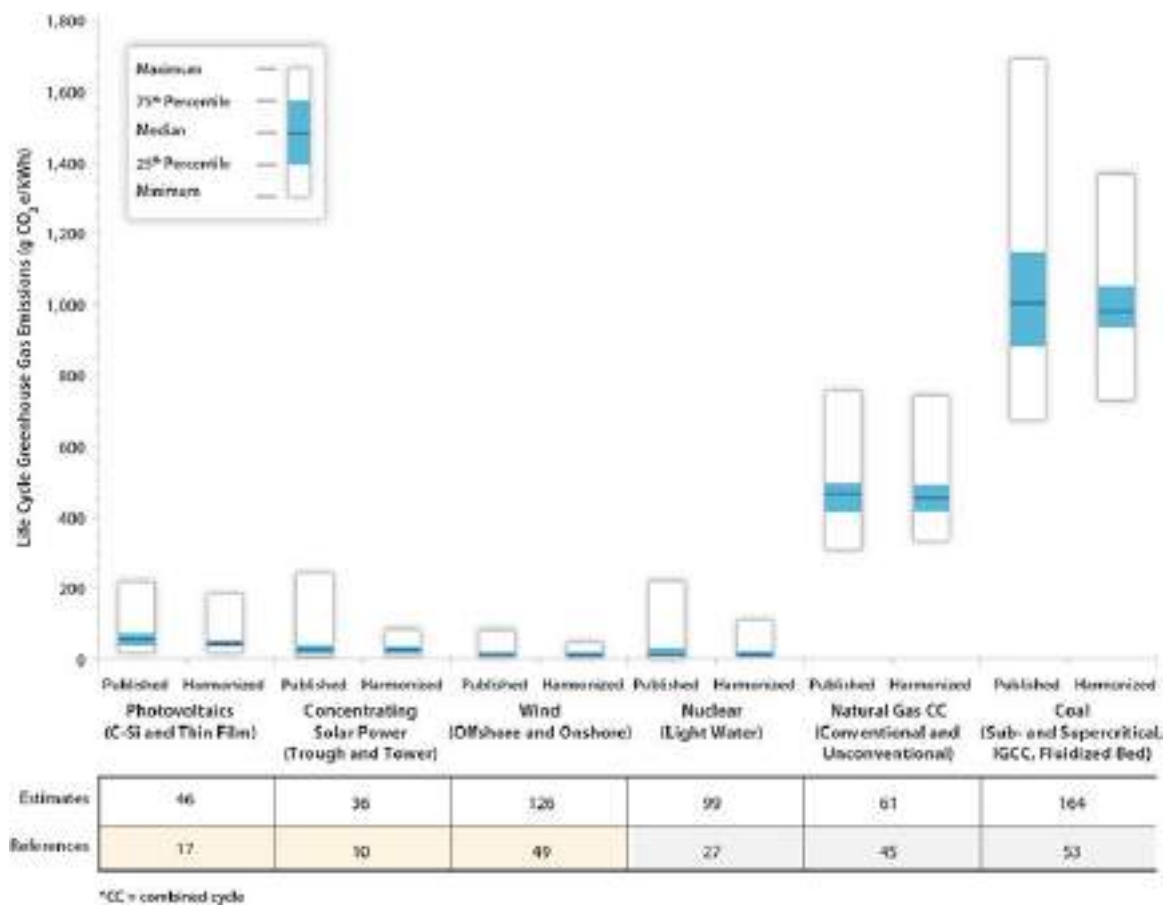 1,800
1,600
1,400
1,200
1,000
800
600
400
200
0
Life Cycle Greenhouse Gas Emissions (g CO₂ e/kWh)
Maximum
75th Percentile
Median
25th Percentile
Minimum
Published Harmonized Published Harmonized Published Harmonized Published Harmonized Published Harmonized Published Harmonized
Photovoltaics
(C-Si and Thin Film)
Concentrating
Solar Power
(Trough and Tower)
Wind
(Offshore and Onshore)
Nuclear
(Light Water)
Natural Gas CC
(Conventional and
Unconventional)
Coal
(Sub- and Supercritical,
IGCC, Fluidized Bed)
Estimates 46 36 126 99 61 164
References 17 10 49 27 45 53
*CC = combined cycle